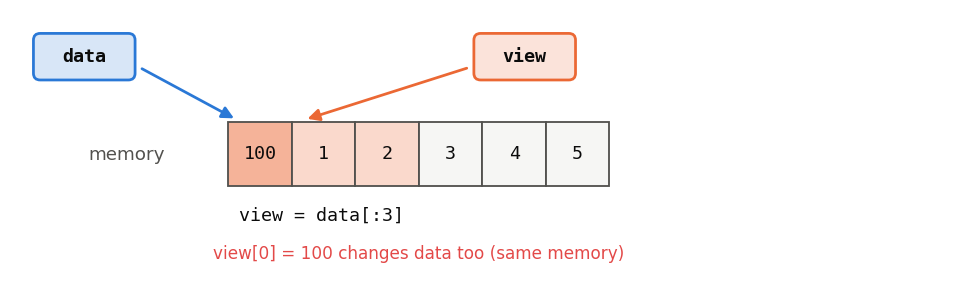 data view
memory 100 1 2 3 4 5
view = data[:3]
view[0] = 100 changes data too (same memory)